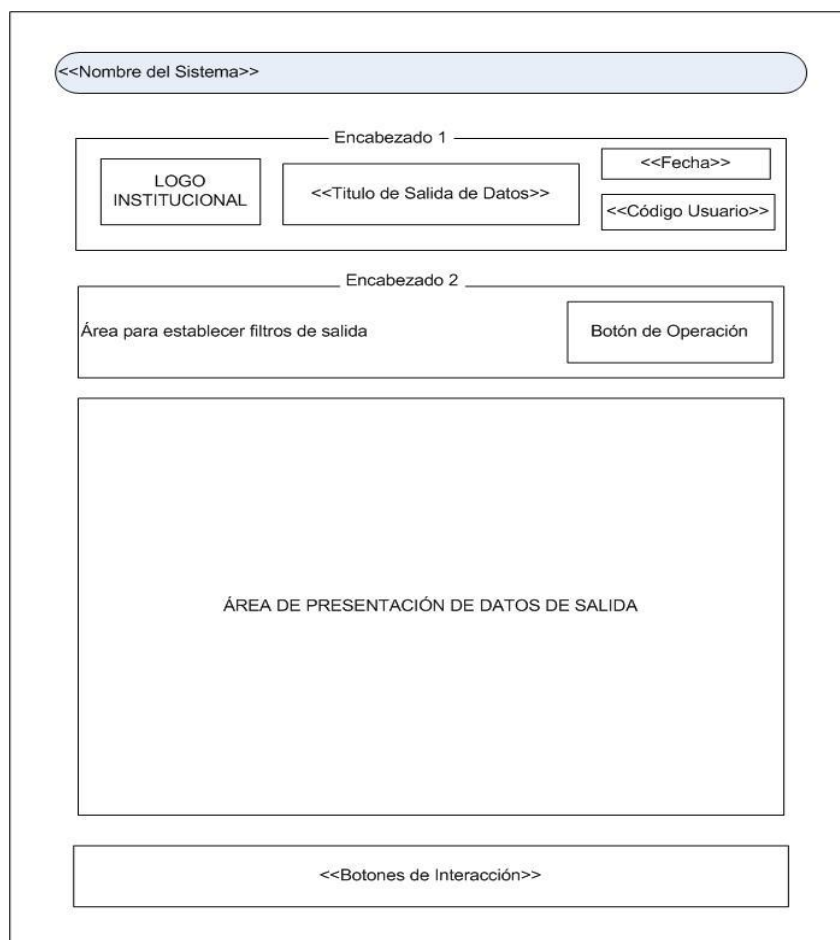 <<Nombre del Sistema>>
Encabezado 1
LOGO
INSTITUCIONAL
<<Titulo de Salida de Datos>>
<<Fecha>>
<<Código Usuario>>
Encabezado 2
Área para establecer filtros de salida
Botón de Operación
ÁREA DE PRESENTACIÓN DE DATOS DE SALIDA
<<Botones de Interacción>>